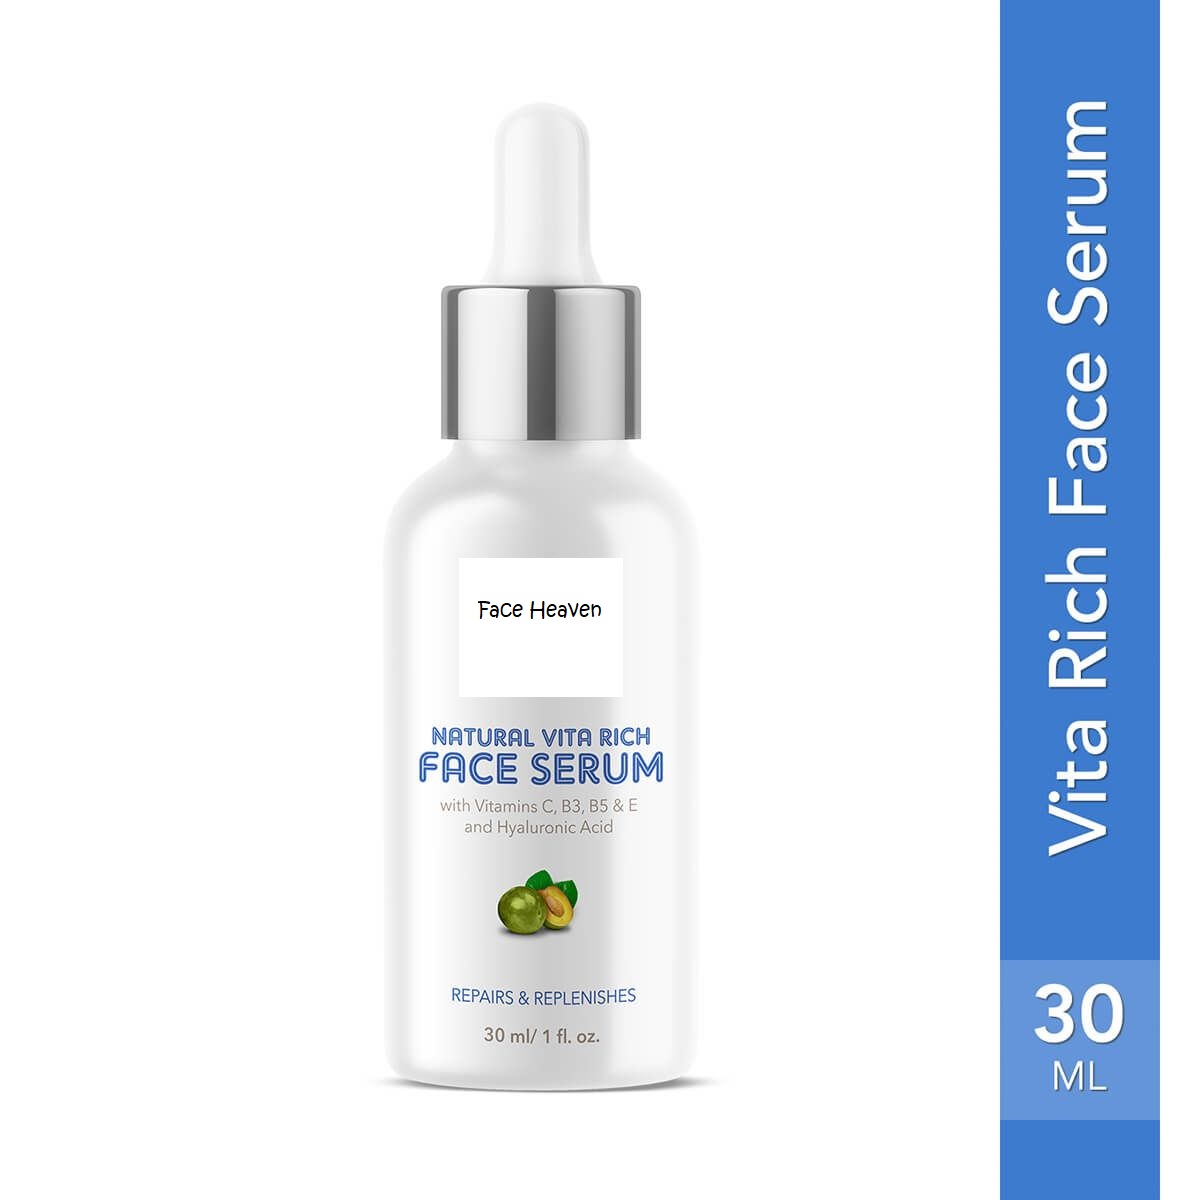 Face Heaven
NATURAL VITA RICH
FACE SERUM
with Vitamins C, B3, B5 & E
and Hyaluronic Acid
REPAIRS & REPLENISHES
30 ml/ 1 fl. oz.
Vita Rich Face Serum
30
ML